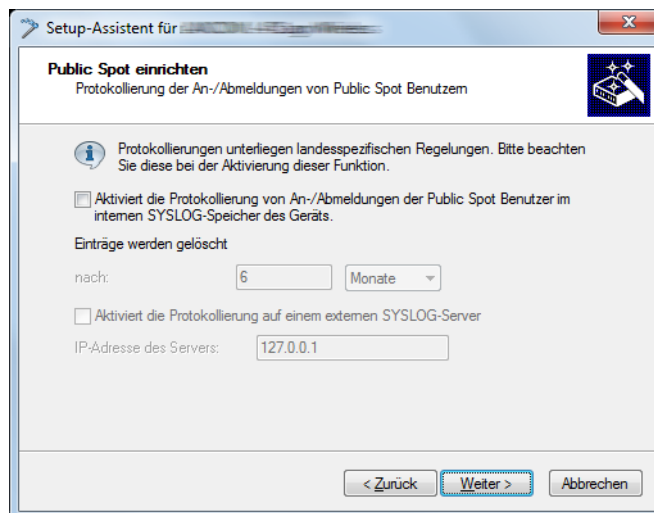 Setup-Assistent für
Public Spot einrichten
Protokollierung der An-/Abmeldungen von Public Spot Benutzern
Protokollierungen unterliegen landesspezifischen Regelungen. Bitte beachten
Sie diese bei der Aktivierung dieser Funktion.
Aktiviert die Protokollierung von An-/Abmeldungen der Public Spot Benutzer im
internen SYSLOG-Speicher des Geräts.
Einträge werden gelöscht
nach: 6 Monate
Aktiviert die Protokollierung auf einem externen SYSLOG-Server
IP-Adresse des Servers: 127.0.0.1
< Zurück Weiter > Abbrechen